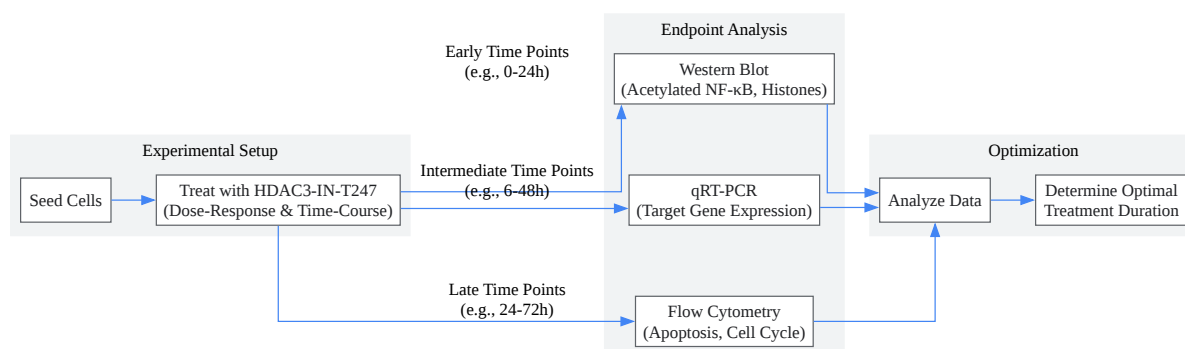 Experimental Setup
Seed Cells
Treat with HDAC3-IN-T247
(Dose-Response & Time-Course)
Early Time Points
(e.g., 0-24h)
Intermediate Time Points
(e.g., 6-48h)
Late Time Points
(e.g., 24-72h)
Endpoint Analysis
Western Blot
(Acetylated NF-κB, Histones)
qRT-PCR
(Target Gene Expression)
Flow Cytometry
(Apoptosis, Cell Cycle)
Optimization
Analyze Data
Determine Optimal
Treatment Duration